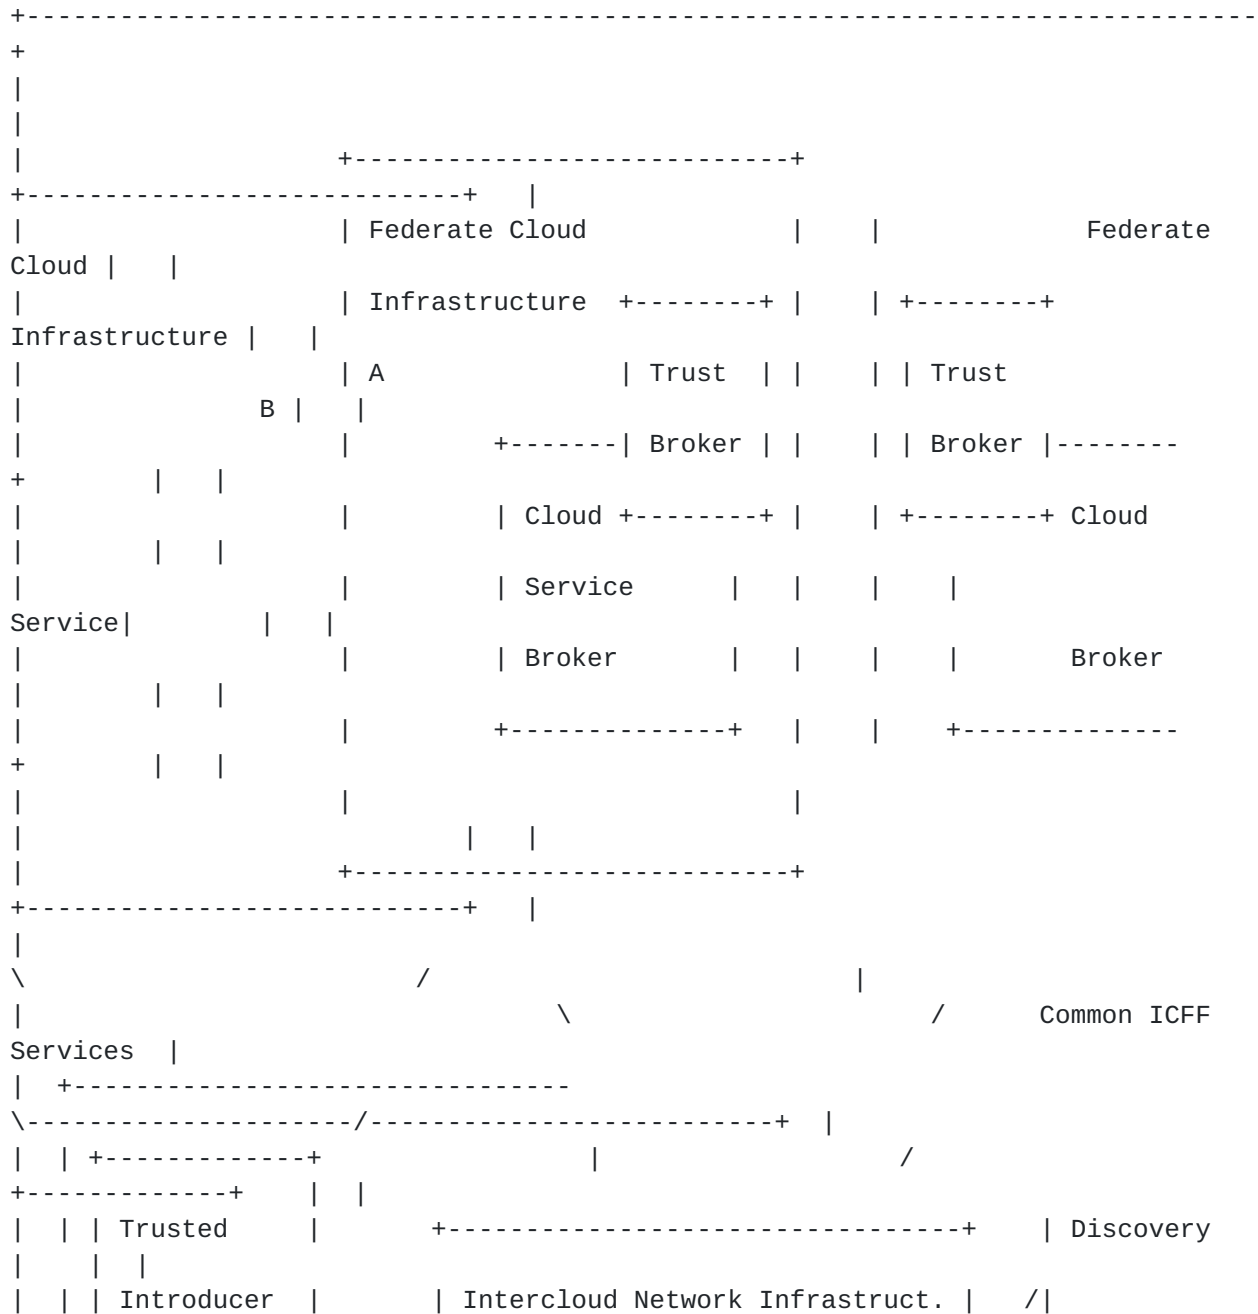 +-------------------------------------------------------------------------------
+
|
|
|                    +----------------------------+
+----------------------------+   |
|                    | Federate Cloud             |    |             Federate
Cloud |   |
|                    | Infrastructure  +--------+ |    | +--------+
Infrastructure |   |
|                    | A               | Trust  | |    | | Trust
|               B |   |
|                    |         +-------| Broker | |    | | Broker |--------
+        |   |
|                    |         | Cloud +--------+ |    | +--------+ Cloud
|        |   |
|                    |         | Service      |   |    |    |
Service|        |   |
|                    |         | Broker       |   |    |    |       Broker
|        |   |
|                    |         +--------------+   |    |    +--------------
+        |   |
|                    |                            |
|                            |   |
|                    +----------------------------+
+----------------------------+   |
|
\                         /                           |
|                                  \                       /      Common ICFF
Services  |
|  +--------------------------------
\---------------------/--------------------------+  |
|  | +-------------+                 |                   /
+-------------+    |  |
|  | | Trusted     |       +---------------------------------+    | Discovery
|    |  |
|  | | Introducer  |       | Intercloud Network Infrastruct. |   /|